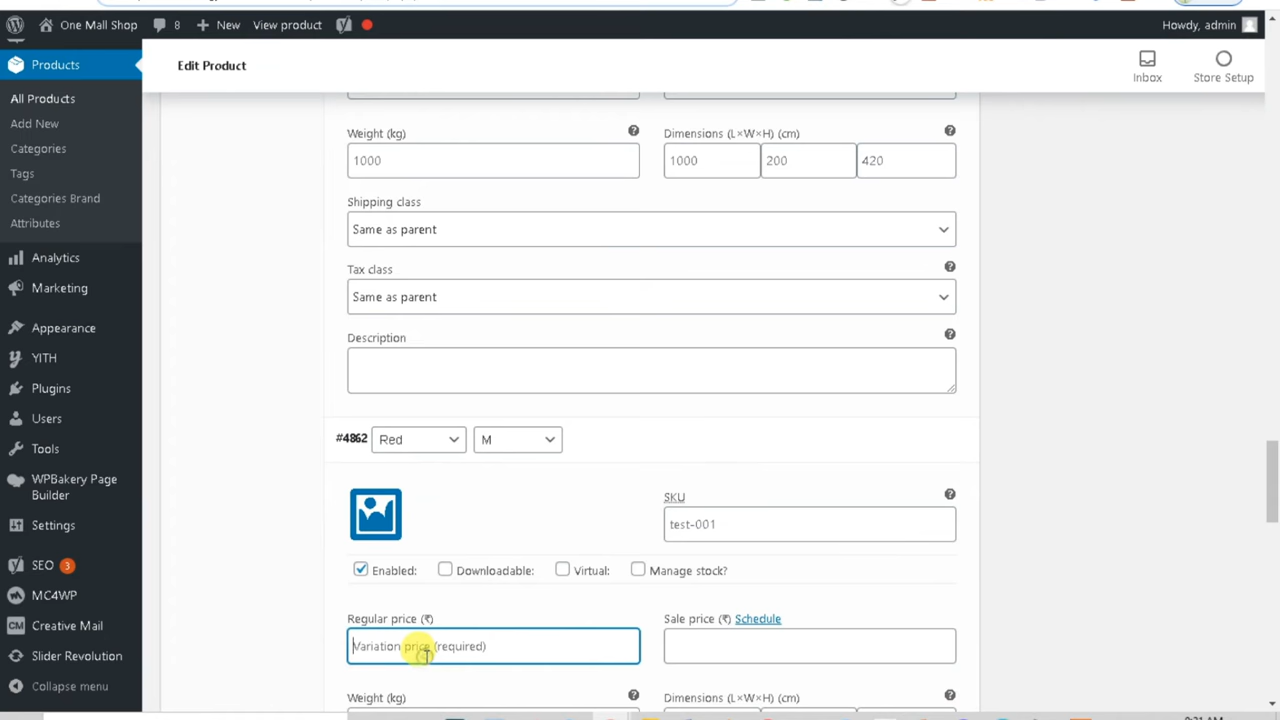 One Mall Shop
8
New
View product
Howdy, admin
Products
Edit Product
Inbox
Store Setup
All Products
Add New
Categories
Tags
Categories Brand
Attributes
Analytics
Marketing
Appearance
YITH
Plugins
Users
Tools
WPBakery Page
Builder
Settings
SEO 3
MC4WP
CM Creative Mail
Slider Revolution
Collapse menu
Weight (kg)
Dimensions (L×W×H) (cm)
1000
1000
200
420
Shipping class
Same as parent
Tax class
Same as parent
Description
#4862
Red
M
SKU
test-001
Enabled:
Downloadable:
Virtual:
Manage stock?
Regular price (₹)
Sale price (₹) Schedule
Variation price (required)
Weight (kg)
Dimensions (L×W×H) (cm)